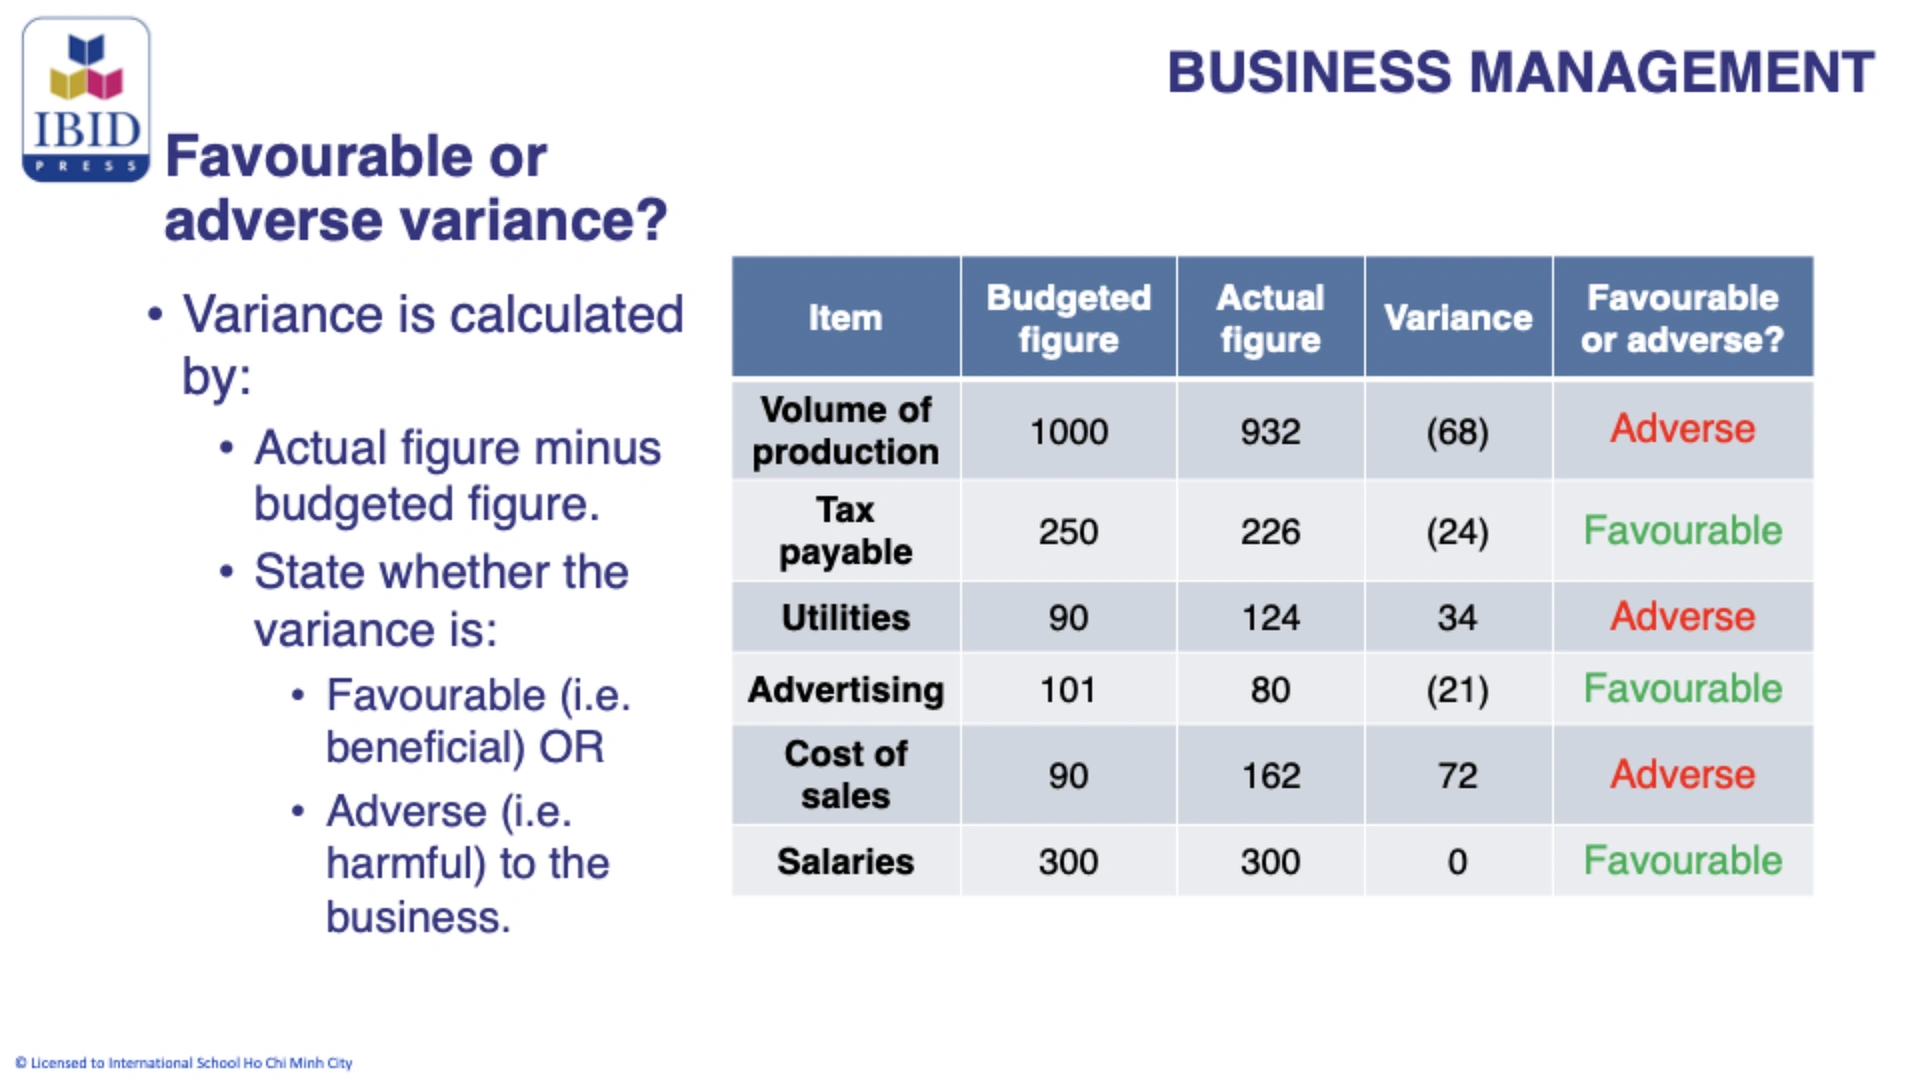 IBID
PRESS
BUSINESS MANAGEMENT
Favourable or
adverse variance?
• Variance is calculated
by:
• Actual figure minus
budgeted figure.
• State whether the
variance is:
• Favourable (i.e.
beneficial) OR
• Adverse (i.e.
harmful) to the
business.
Item Budgeted figure Actual figure Variance Favourable or adverse?
Volume of production 1000 932 (68) Adverse
Tax payable 250 226 (24) Favourable
Utilities 90 124 34 Adverse
Advertising 101 80 (21) Favourable
Cost of sales 90 162 72 Adverse
Salaries 300 300 0 Favourable
© Licensed to International School Ho Chi Minh City